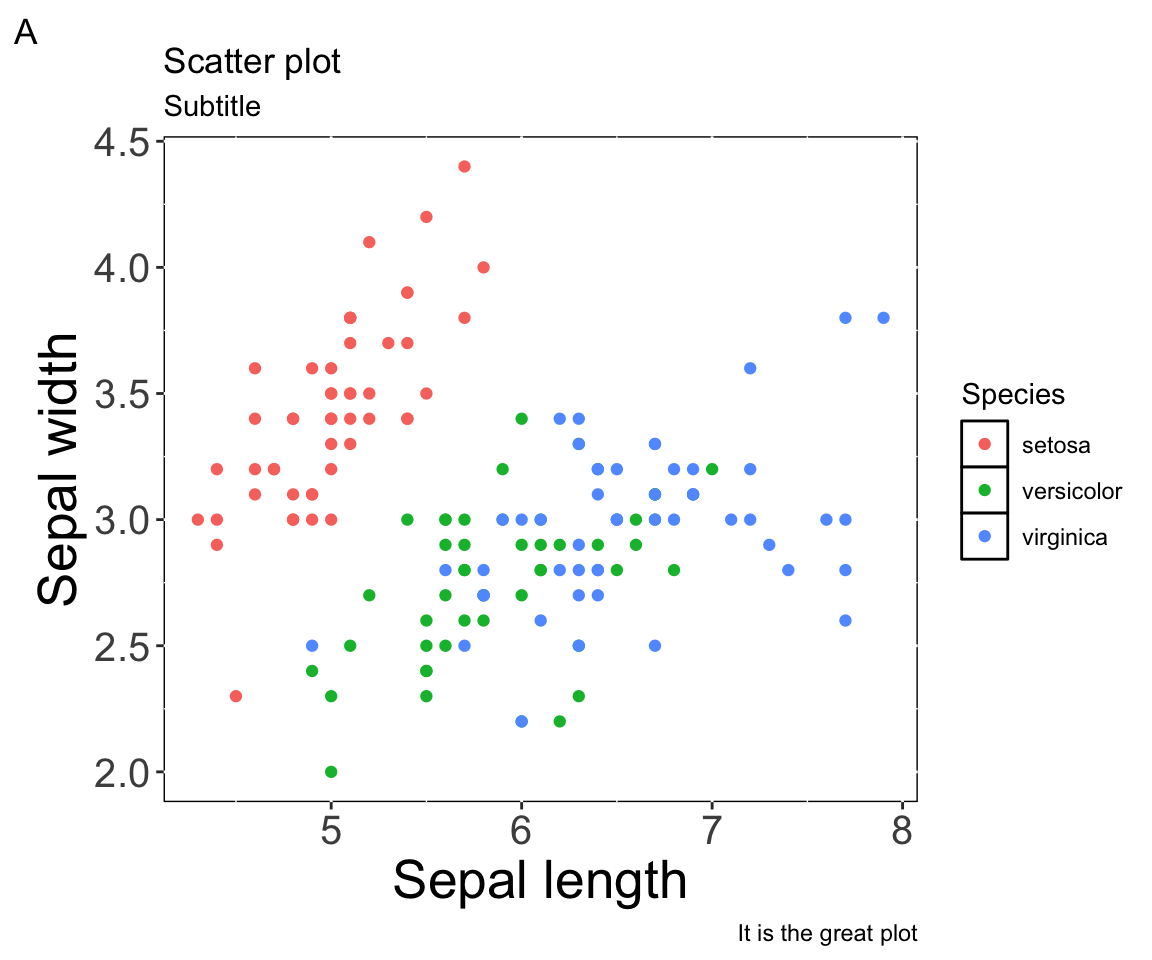 A
Scatter plot
Subtitle
4.5
4.0
3.5
3.0
2.5
2.0
Sepal width
5 6 7 8
Sepal length
Species
setosa
versicolor
virginica
It is the great plot